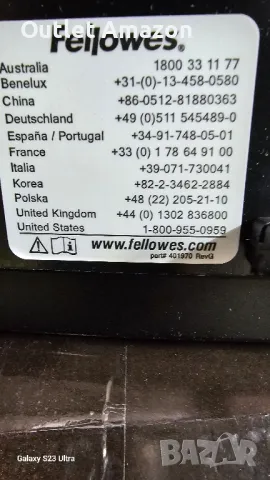 Outlet Amazon
Fellowes®
Australia 1800 33 11 77
Benelux +31-(0)-13-458-0580
China +86-0512-81880363
Deutschland +49 (0)511 545489-0
España / Portugal +34-91-748-05-01
France +33 (0) 1 78 64 91 00
Italia +39-071-730041
Korea +82-2-3462-2884
Polska +48 (22) 205-21-10
United Kingdom +44 (0) 1302 836800
United States 1-800-955-0959
www.fellowes.com
part# 401970 RevG
Galaxy S23 Ultra
BAZAR
bg